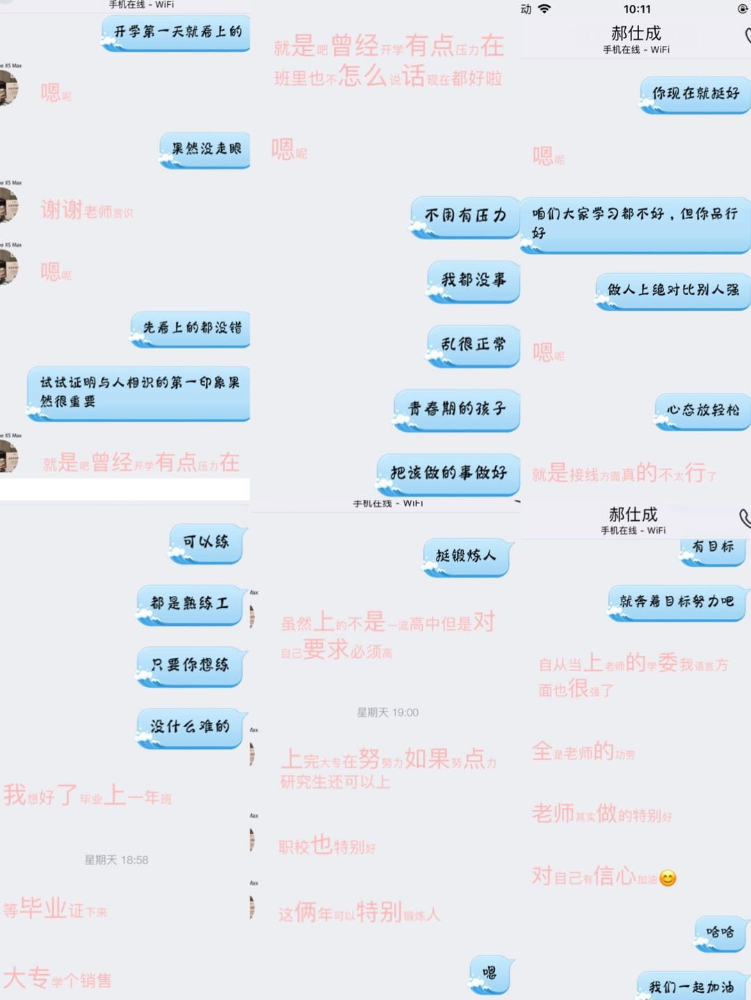 手机在线 - WiFi
开学第一天就看上的
ne XS Max
嗯呢
果然没走眼
ne XS Max
谢谢老师赏识
ne XS Max
嗯呢
先看上的都没错
试试证明与人相识的第一印象果
然很重要
ne XS Max
就是吧曾经开学有点压力在
就是吧曾经开学有点压力在
班里也不怎么说话现在都好啦
嗯呢
不用有压力
我都没事
乱很正常
青春期的孩子
把该做的事做好
动
10:11
郝仕成
手机在线 - WiFi
你现在就挺好
嗯呢
咱们大家学习都不好，但你品行
好
做人上绝对比别人强
嗯呢
心态放轻松
就是接线方面真的不太行了
可以练
都是熟练工
只要你想练
没什么难的
我想好了毕业上一年班
星期天 18:58
等毕业证下来
大专学个销售
手机在线 - WiFi
挺锻炼人
Max
虽然上的不是一流高中但是对
自己要求必须高
星期天 19:00
Max
上完大专在努努力如果努点力
研究生还可以上
Max
职校也特别好
Max
这俩年可以特别锻炼人
嗯
郝仕成
手机在线 - WiFi
有目标
就奔着目标努力吧
自从当上老师的学委我语言方
面也很强了
全是老师的功劳
老师其实做的特别好
对自己有信心加油😊
哈哈
我们一起加油